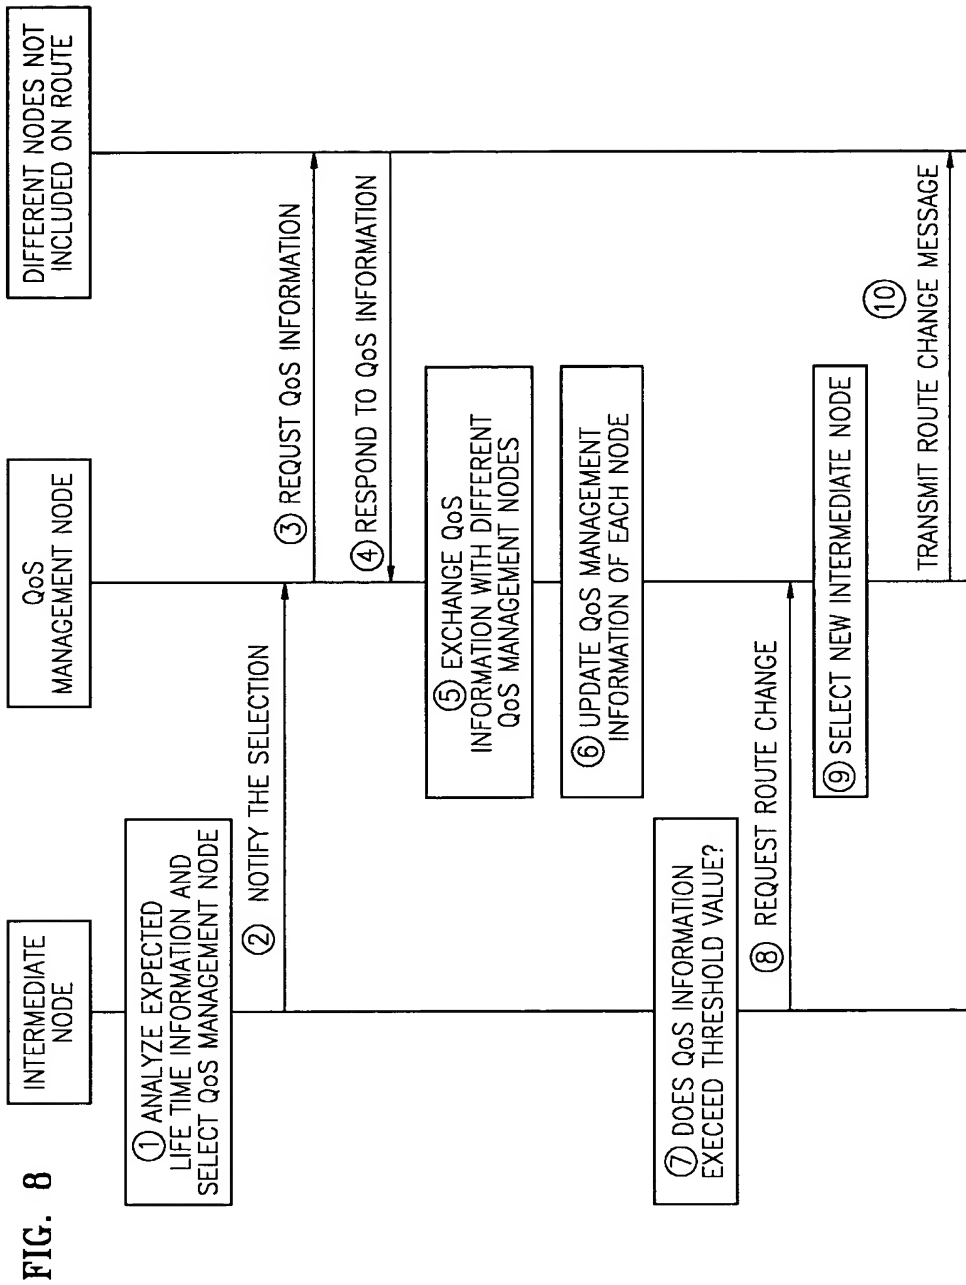 FIG. 8
INTERMEDIATE
NODE
QoS
MANAGEMENT NODE
DIFFERENT NODES NOT
INCLUDED ON ROUTE
① ANALYZE EXPECTED
LIFE TIME INFORMATION AND
SELECT QoS MANAGEMENT NODE
② NOTIFY THE SELECTION
③ REQUST QoS INFORMATION
④ RESPOND TO QoS INFORMATION
⑤ EXCHANGE QoS
INFORMATION WITH DIFFERENT
QoS MANAGEMENT NODES
⑥ UPDATE QoS MANAGEMENT
INFORMATION OF EACH NODE
⑦ DOES QoS INFORMATION
EXECEED THRESHOLD VALUE?
⑧ REQUEST ROUTE CHANGE
⑨ SELECT NEW INTERMEDIATE NODE
⑩
TRANSMIT ROUTE CHANGE MESSAGE